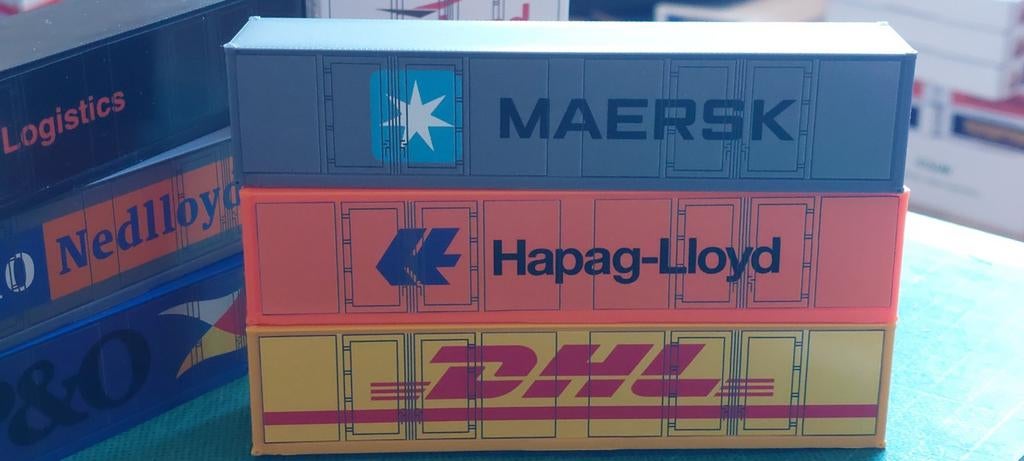 Logistics
O Nedlloyd
P&O
MAERSK
Hapag-Lloyd
DHL